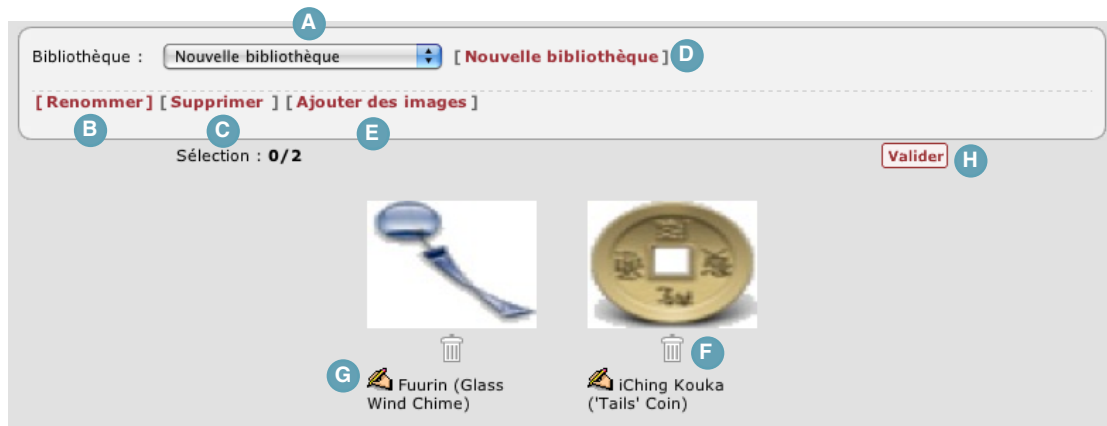 A
Bibliothèque : Nouvelle bibliothèque [ Nouvelle bibliothèque ] D
[ Renommer ] [ Supprimer ] [ Ajouter des images ]
B C E
Sélection : 0/2 Valider H
F
G Fuurin (Glass Wind Chime)
iChing Kouka ('Tails' Coin)